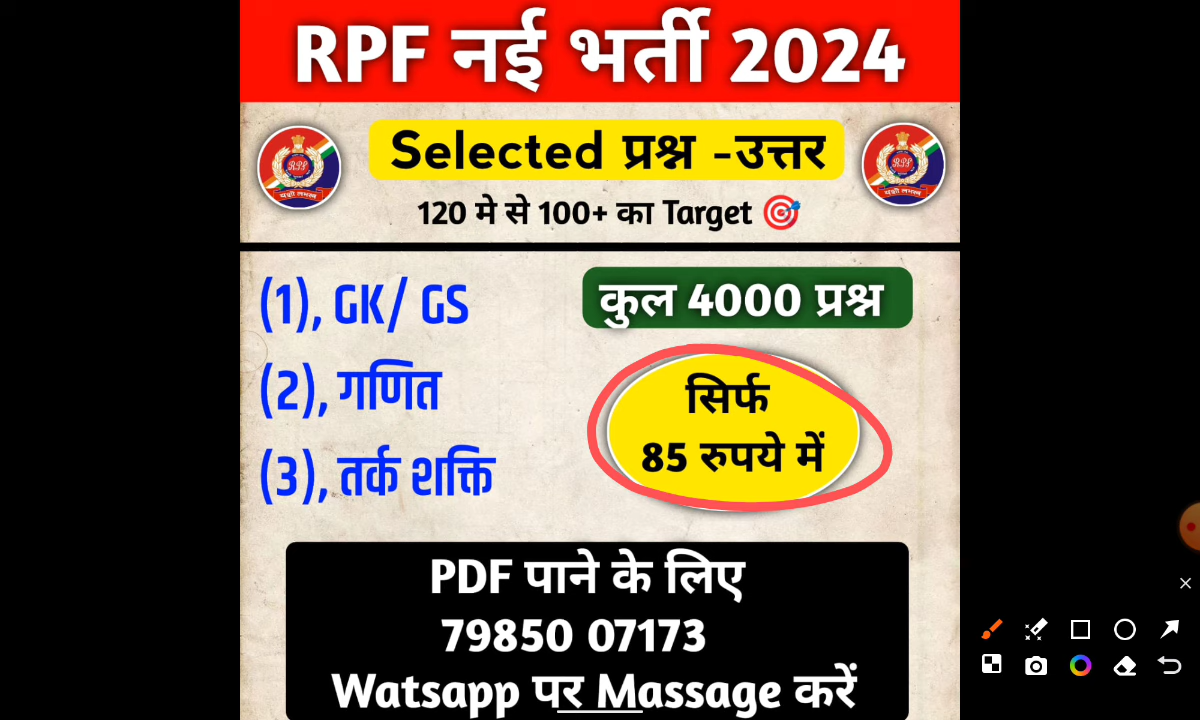 RPF नई भर्ती 2024
Selected प्रश्न -उत्तर
120 मे से 100+ का Target
(1), GK/ GS
कुल 4000 प्रश्न
(2), गणित
(3), तर्क शक्ति
सिर्फ
85 रुपये में
PDF पाने के लिए
79850 07173
Watsapp पर Massage करें